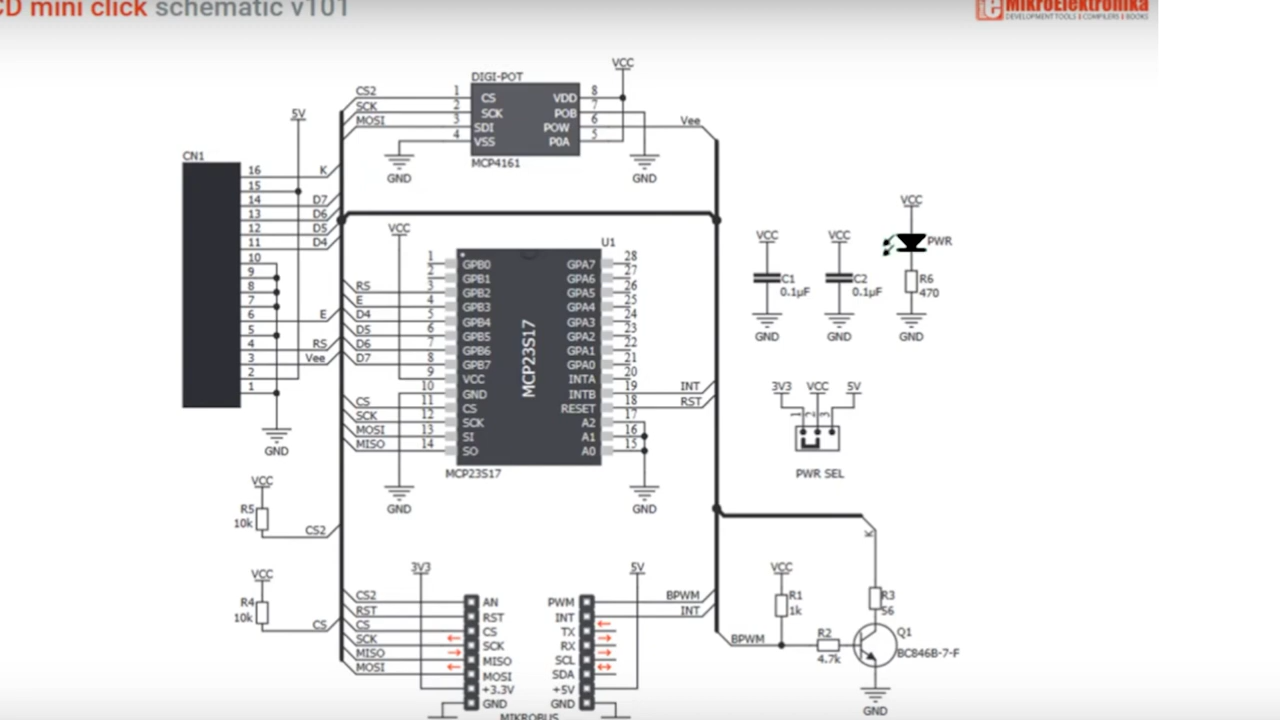 CD mini click schematic v101
MikroElektronika
DEVELOPMENT TOOLS | COMPILERS | BOOKS
VCC
DIGI-POT
CS2 1 CS VDD 8
SCK 2 SCK POB 7
MOSI 3 SDI POW 6 Vee
4 VSS P0A 5
MCP4161
GND
GND
5V
CN1
16 K
15
14 D7
13 D6
12 D5
11 D4
10
9
8
7
6 E
5
4 RS
3 Vee
2
1
GND
VCC
U1
1 GPB0 GPA7 28
2 GPB1 GPA6 27
RS 3 GPB2 GPA5 26
E 4 GPB3 GPA4 25
D4 5 GPB4 GPA3 24
D5 6 GPB5 GPA2 23
D6 7 GPB6 GPA1 22
D7 8 GPB7 GPA0 21
9 VCC INTA 20
10 GND INTB 19 INT
CS 11 CS RESET 18 RST
SCK 12 SCK A2 17
MOSI 13 SI A1 16
MISO 14 SO A0 15
MCP23S17
MCP23S17
GND
GND
VCC
C1
0.1µF
GND
VCC
C2
0.1µF
GND
VCC
PWR
R6
470
GND
3V3 VCC 5V
1 2 3
PWR SEL
VCC
R5
10k
CS2
VCC
R4
10k
CS
3V3
5V
CS2 AN PWM BPWM
RST RST INT INT
CS CS TX
SCK SCK RX
MISO MISO SCL
MOSI MOSI SDA
+3.3V +5V
GND GND
MIKROBUS
K
VCC
R1
1k
R3
56
BPWM
R2
4.7k
Q1
BC846B-7-F
GND